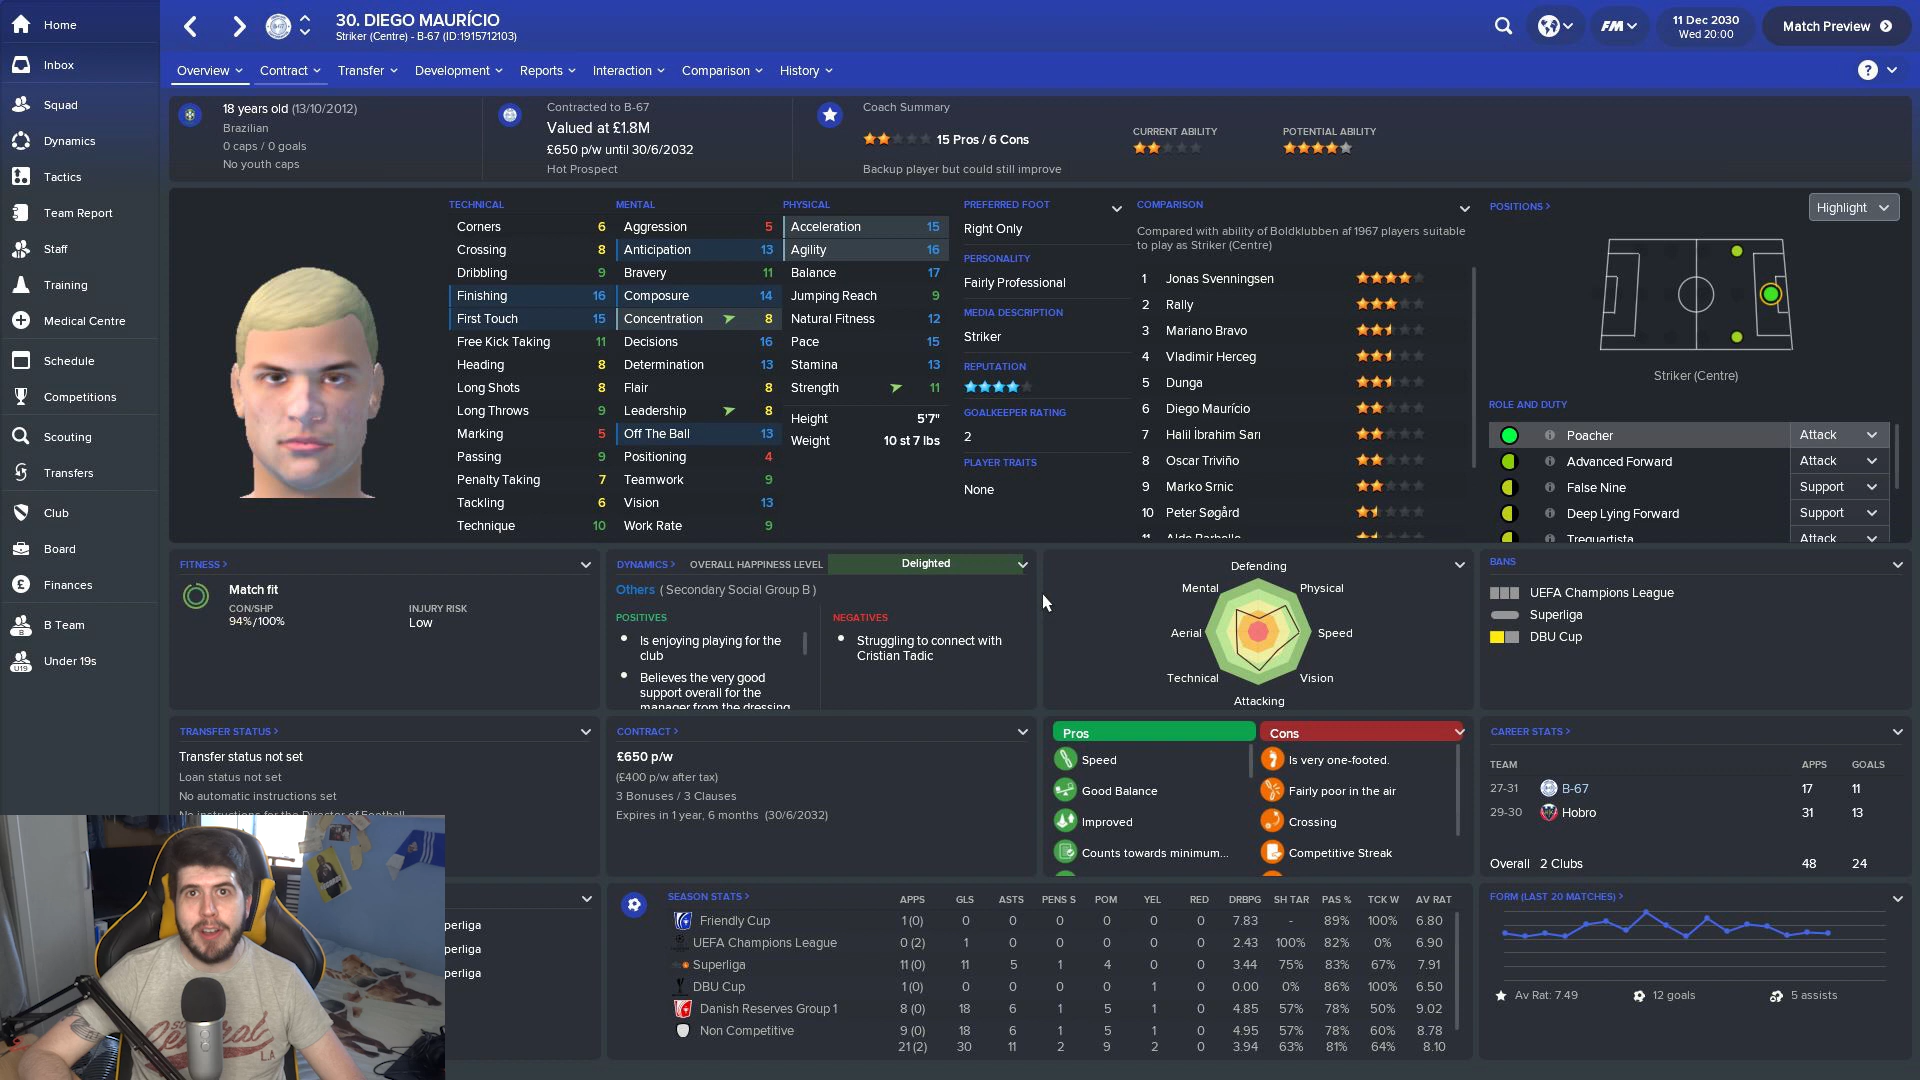 Home
Inbox
Squad
Dynamics
Tactics
Team Report
Staff
Training
Medical Centre
Schedule
Competitions
Scouting
Transfers
Club
Board
Finances
B Team
Under 19s
30. DIEGO MAURÍCIO
Striker (Centre) - B-67 (ID:1915712103)
FM
11 Dec 2030
Wed 20:00
Match Preview
Overview Contract Transfer Development Reports Interaction Comparison History
18 years old (13/10/2012)
Brazilian
0 caps / 0 goals
No youth caps
Contracted to B-67
Valued at £1.8M
£650 p/w until 30/6/2032
Hot Prospect
Coach Summary
15 Pros / 6 Cons
Backup player but could still improve
CURRENT ABILITY
POTENTIAL ABILITY
TECHNICAL
Corners 6
Crossing 8
Dribbling 9
Finishing 16
First Touch 15
Free Kick Taking 11
Heading 8
Long Shots 8
Long Throws 9
Marking 5
Passing 9
Penalty Taking 7
Tackling 6
Technique 10
MENTAL
Aggression 5
Anticipation 13
Bravery 11
Composure 14
Concentration 8
Decisions 16
Determination 13
Flair 8
Leadership 8
Off The Ball 13
Positioning 4
Teamwork 9
Vision 13
Work Rate 9
PHYSICAL
Acceleration 15
Agility 16
Balance 17
Jumping Reach 9
Natural Fitness 12
Pace 15
Stamina 13
Strength 11
Height 5'7"
Weight 10 st 7 lbs
PREFERRED FOOT
Right Only
PERSONALITY
Fairly Professional
MEDIA DESCRIPTION
Striker
REPUTATION
GOALKEEPER RATING
2
PLAYER TRAITS
None
COMPARISON
Compared with ability of Boldklubben af 1967 players suitable
to play as Striker (Centre)
1 Jonas Svenningsen
2 Rally
3 Mariano Bravo
4 Vladimir Herceg
5 Dunga
6 Diego Maurício
7 Halil İbrahim Sarı
8 Oscar Triviño
9 Marko Srnic
10 Peter Søgård
POSITIONS >
Highlight
Striker (Centre)
ROLE AND DUTY
Poacher Attack
Advanced Forward Attack
False Nine Support
Deep Lying Forward Support
Trequartista Attack
FITNESS >
Match fit
CON/SHP
94%/100%
INJURY RISK
Low
DYNAMICS > OVERALL HAPPINESS LEVEL Delighted
Others ( Secondary Social Group B )
POSITIVES
Is enjoying playing for the
club
Believes the very good
support overall for the
manager from the dressing
NEGATIVES
Struggling to connect with
Cristian Tadic
Defending
Mental Physical
Aerial Speed
Technical Vision
Attacking
BANS
UEFA Champions League
Superliga
DBU Cup
TRANSFER STATUS >
Transfer status not set
Loan status not set
No automatic instructions set
No instructions for the Director of Football
CONTRACT >
£650 p/w
(£400 p/w after tax)
3 Bonuses / 3 Clauses
Expires in 1 year, 6 months (30/6/2032)
Pros
Speed
Good Balance
Improved
Counts towards minimum...
Cons
Is very one-footed.
Fairly poor in the air
Crossing
Competitive Streak
CAREER STATS >
TEAM APPS GOALS
27-31 B-67 17 11
29-30 Hobro 31 13
Overall 2 Clubs 48 24
perliga
perliga
perliga
SEASON STATS > APPS GLS ASTS PENS S POM YEL RED DRBPG SH TAR PAS % TCK W AV RAT
Friendly Cup 1 (0) 0 0 0 0 0 0 7.83 - 89% 100% 6.80
UEFA Champions League 0 (2) 1 0 0 0 0 0 2.43 100% 82% 0% 6.90
Superliga 11 (0) 11 5 1 4 0 0 3.44 75% 83% 67% 7.91
DBU Cup 1 (0) 0 0 0 0 1 0 0.00 0% 86% 100% 6.50
Danish Reserves Group 1 8 (0) 18 6 1 5 1 0 4.85 57% 78% 50% 9.02
Non Competitive 9 (0) 18 6 1 5 1 0 4.95 57% 78% 60% 8.78
21 (2) 30 11 2 9 2 0 3.94 63% 81% 64% 8.10
FORM (LAST 20 MATCHES) >
Av Rat: 7.49
12 goals
5 assists